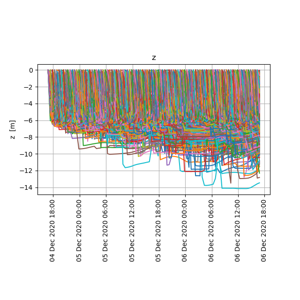 z
z [m]
0
−2
−4
−6
−8
−10
−12
−14
04 Dec 2020 18:00
05 Dec 2020 00:00
05 Dec 2020 06:00
05 Dec 2020 12:00
05 Dec 2020 18:00
06 Dec 2020 00:00
06 Dec 2020 06:00
06 Dec 2020 12:00
06 Dec 2020 18:00